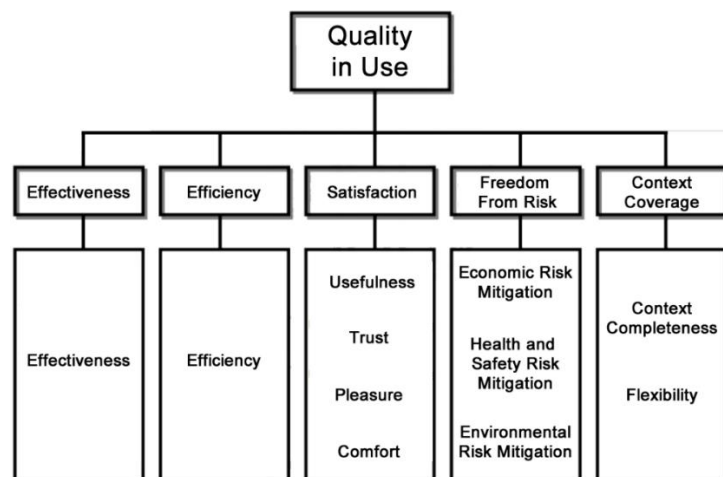 Quality
in Use
Effectiveness
Efficiency
Satisfaction
Freedom
From Risk
Context
Coverage
Effectiveness
Efficiency
Usefulness
Trust
Pleasure
Comfort
Economic Risk
Mitigation
Health and
Safety Risk
Mitigation
Environmental
Risk Mitigation
Context
Completeness
Flexibility